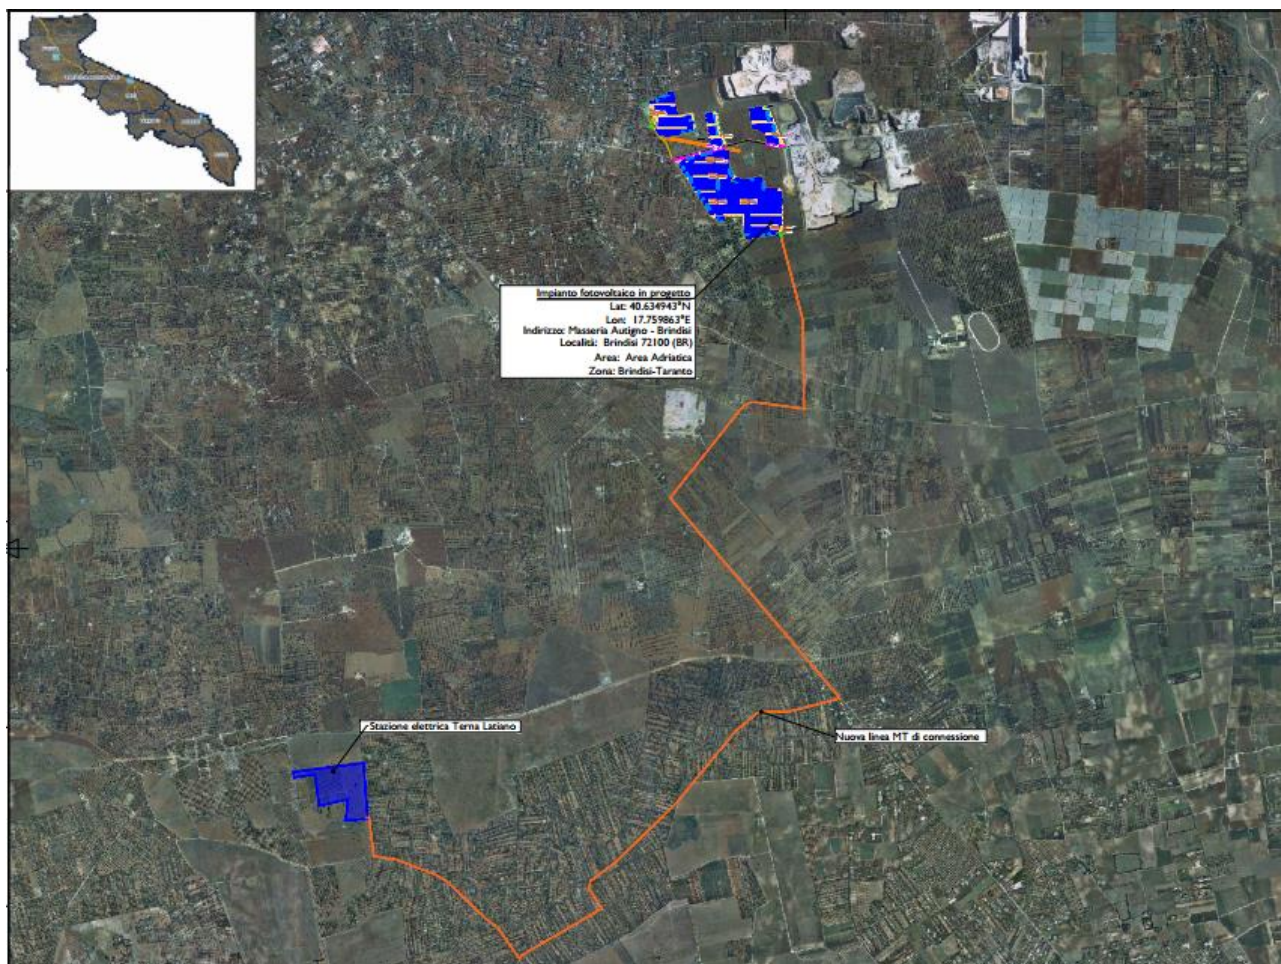 Impianto fotovoltaico in progetto
Lat: 40.634943°N
Lon: 17.759863°E
Indirizzo: Masseria Autigno - Brindisi
Località: Brindisi 72100 (BR)
Area: Area Adriatica
Zona: Brindisi-Taranto
Stazione elettrica Terna Latiano
Nuova linea MT di connessione